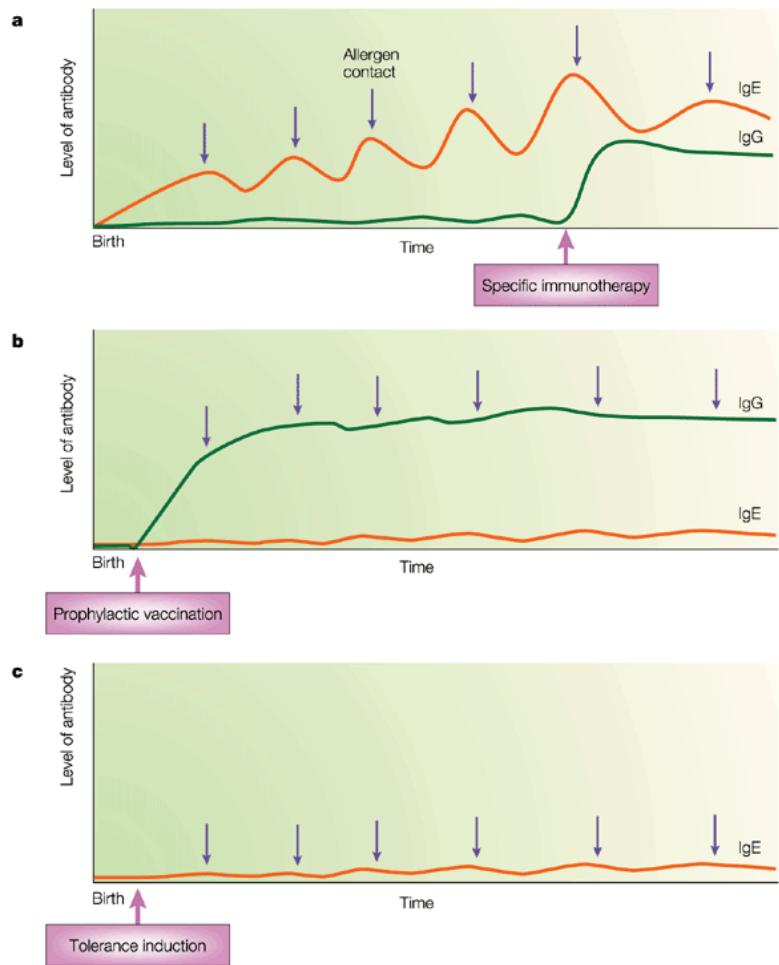 a
Allergen
contact
IgE
IgG
Level of antibody
Birth
Time
Specific immunotherapy
b
IgG
Level of antibody
IgE
Birth
Time
Prophylactic vaccination
c
Level of antibody
IgE
Birth
Time
Tolerance induction